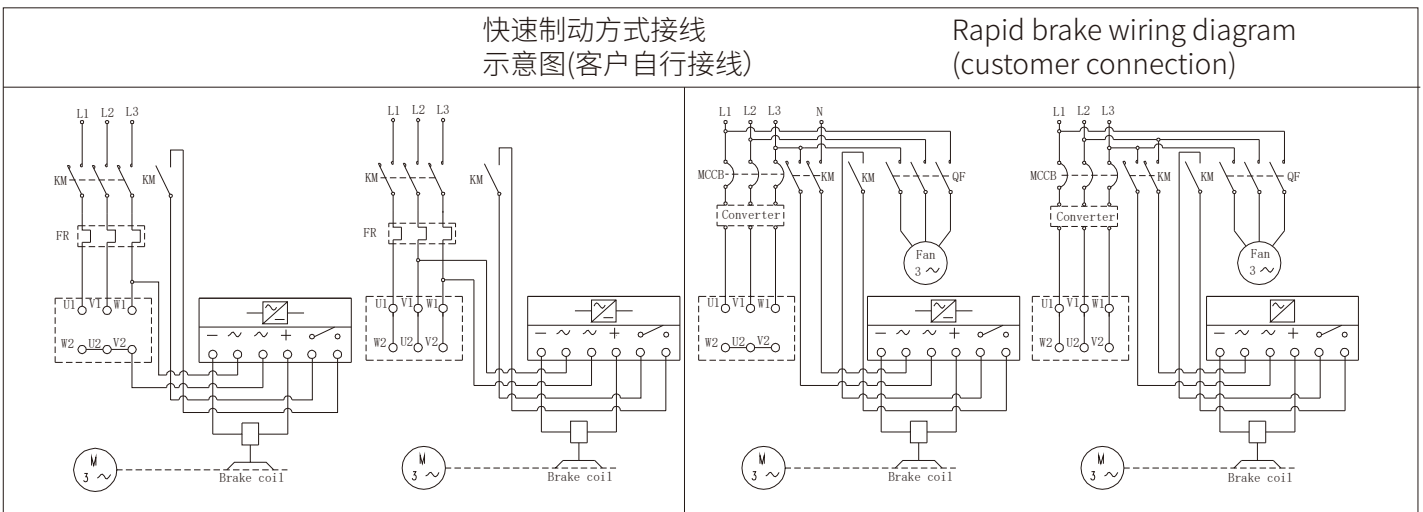 快速制动方式接线
示意图(客户自行接线)
Rapid brake wiring diagram
(customer connection)
L1 L2 L3
KM KM
FR
U1 V1 W1
W2 U2 V2
− ~ ~ +
M
3 ~
Brake coil
L1 L2 L3
KM KM
FR
U1 V1 W1
W2 U2 V2
− ~ ~ +
M
3 ~
Brake coil
L1 L2 L3 N
MCCB KM KM QF
Converter
Fan
3 ~
U1 V1 W1
W2 U2 V2
− ~ ~ +
M
3 ~
Brake coil
L1 L2 L3
MCCB KM KM QF
Converter
Fan
3 ~
U1 V1 W1
W2 U2 V2
− ~ ~ +
M
3 ~
Brake coil